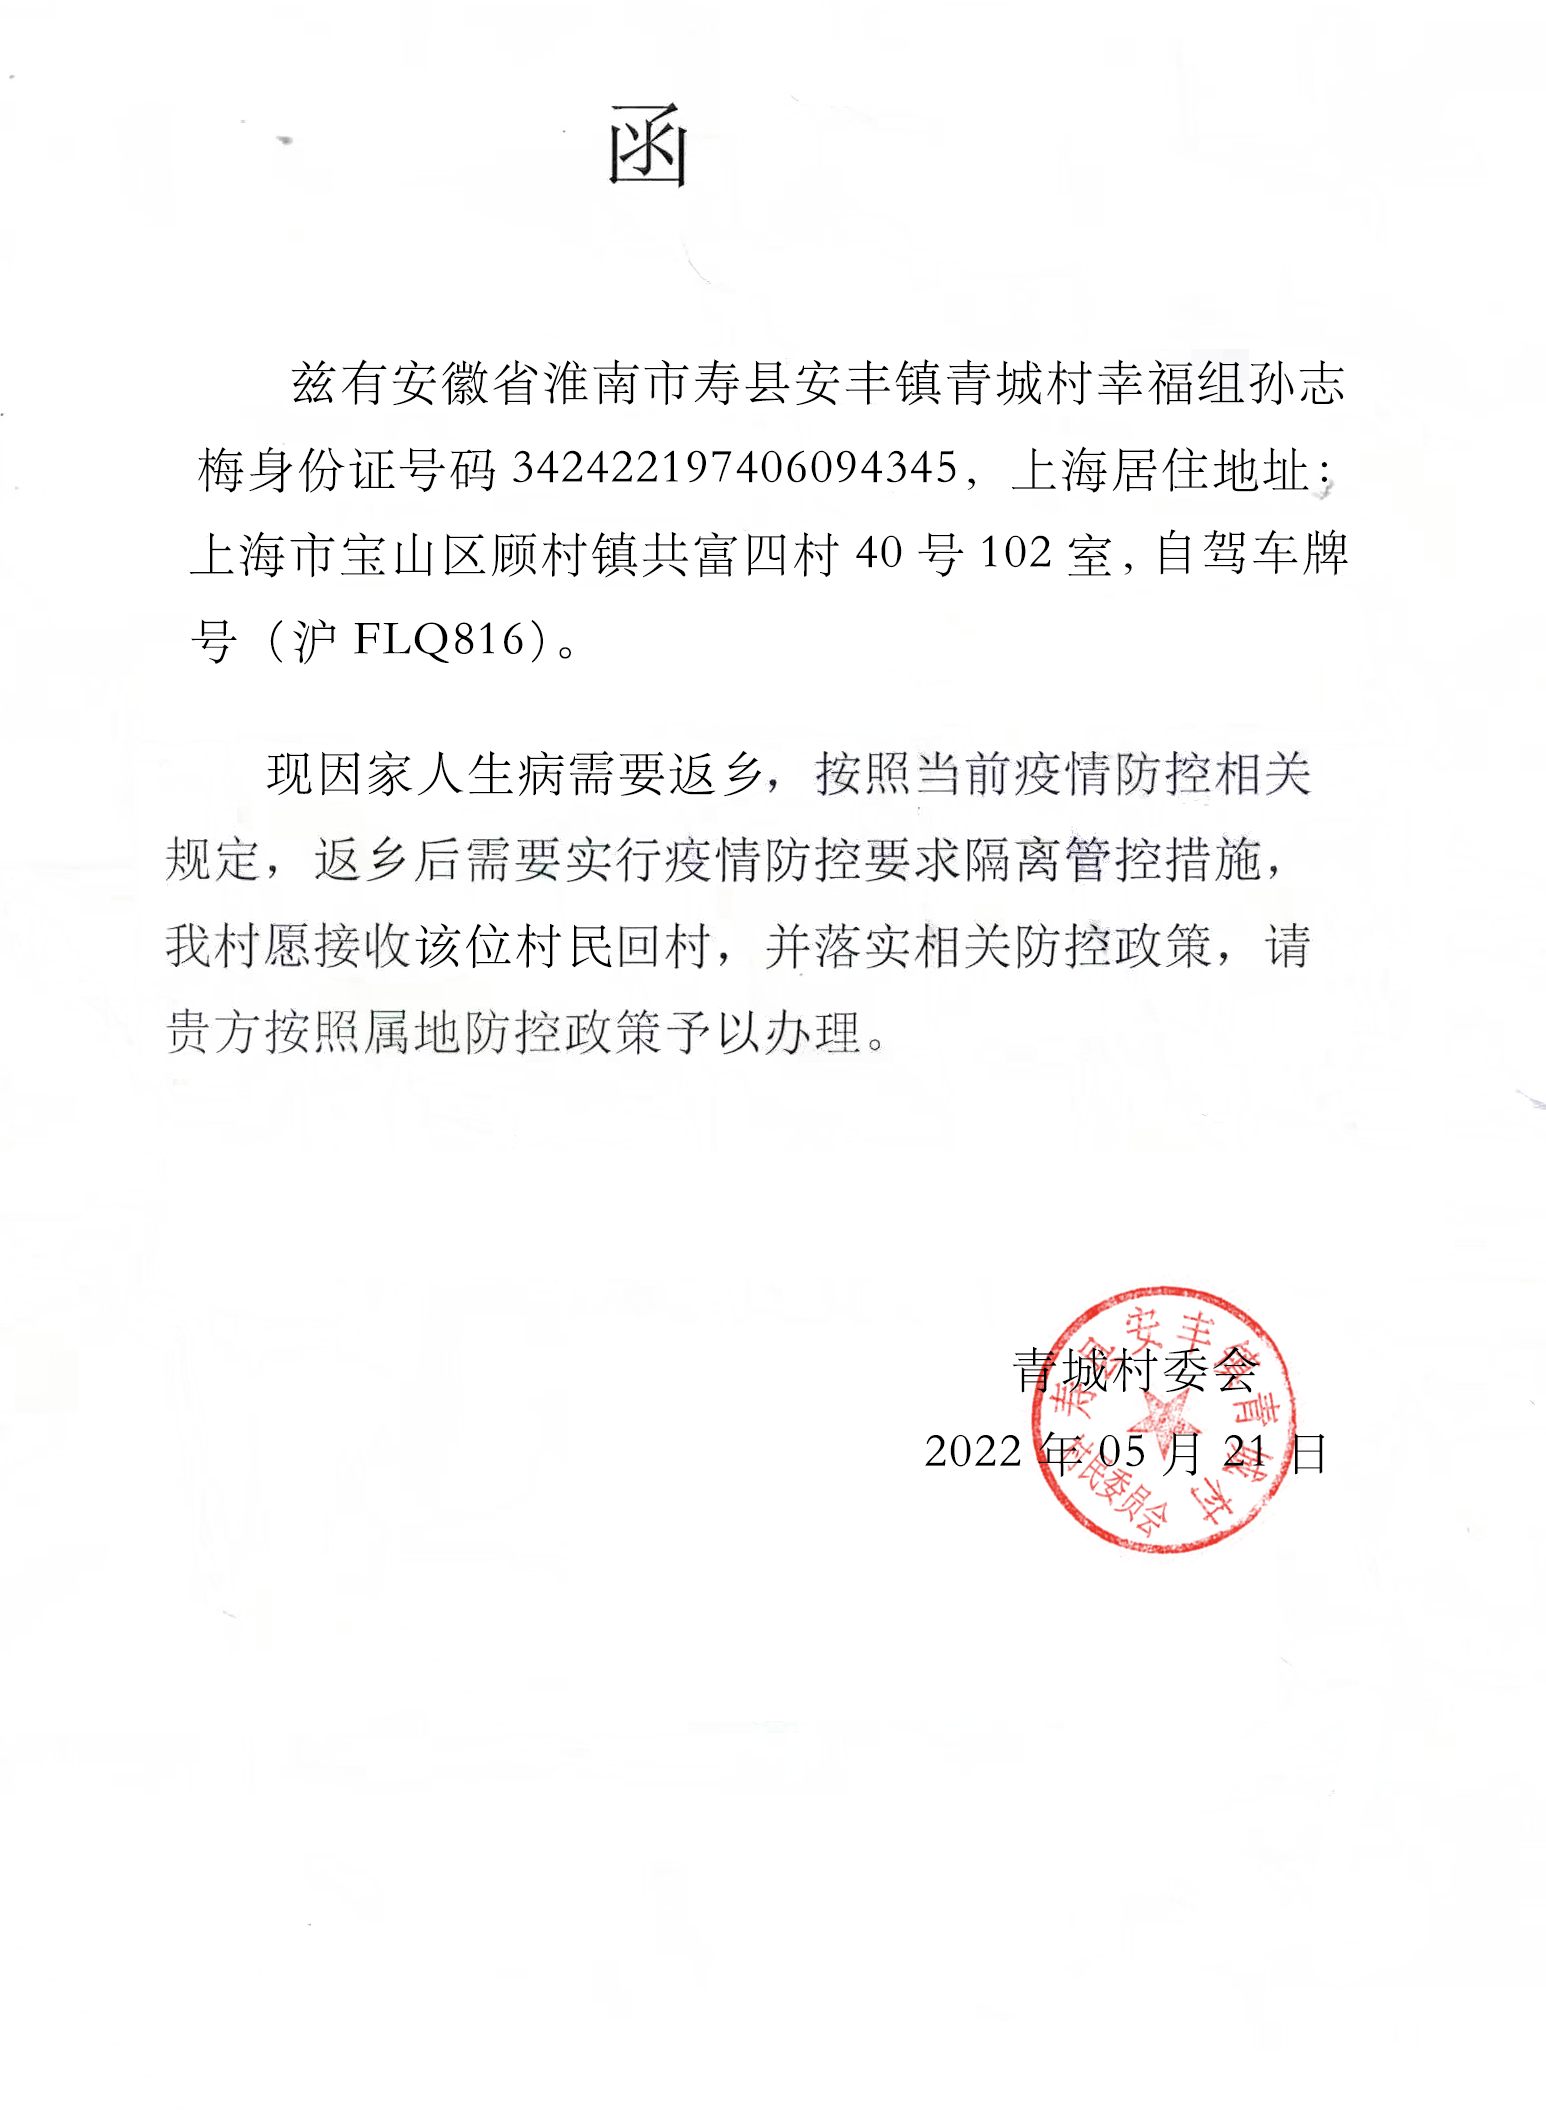 函
兹有安徽省淮南市寿县安丰镇青城村幸福组孙志
梅身份证号码 342422197406094345，上海居住地址：
上海市宝山区顾村镇共富四村 40 号 102 室，自驾车牌
号（沪 FLQ816）。
现因家人生病需要返乡，按照当前疫情防控相关
规定，返乡后需要实行疫情防控要求隔离管控措施，
我村愿接收该位村民回村，并落实相关防控政策，请
贵方按照属地防控政策予以办理。
青城村委会
2022 年 05 月 21 日
寿县安丰镇青城村
村民委员会